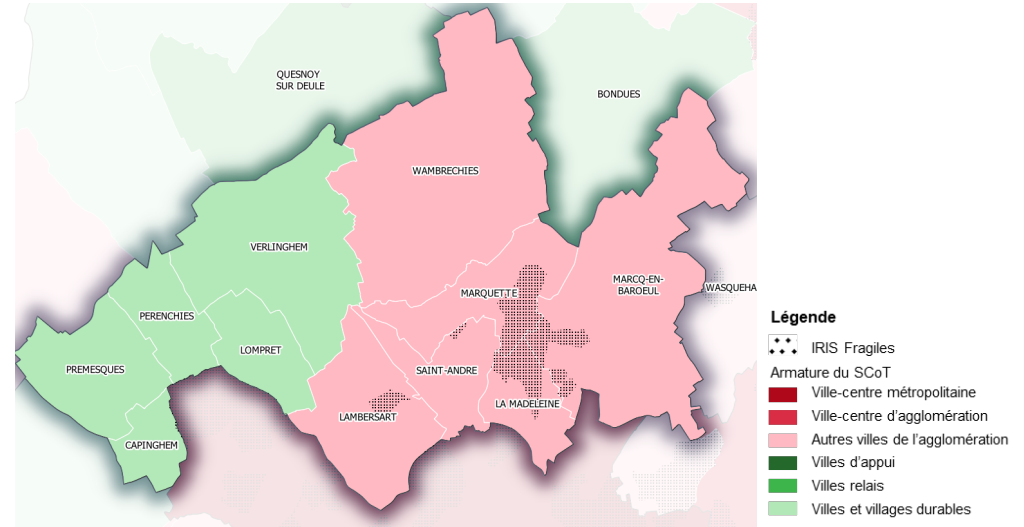 QUESNOY
SUR DEULE
BONDUES
WAMBRECHIES
VERLINGHEM
MARCQ-EN-
BAROEUL
MARQUETTE
WASQUEHA
PERENCHIES
LOMPRET
PREMESQUES
SAINT-ANDRE
LA MADELEINE
LAMBERSART
CAPINGHEM
Légende
IRIS Fragiles
Armature du SCoT
Ville-centre métropolitaine
Ville-centre d'agglomération
Autres villes de l'agglomération
Villes d'appui
Villes relais
Villes et villages durables